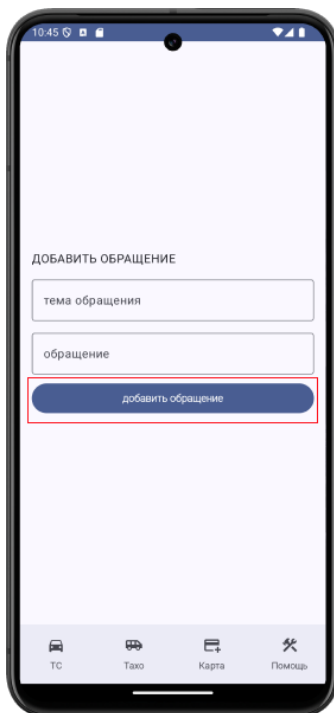 10:45
ДОБАВИТЬ ОБРАЩЕНИЕ
тема обращения
обращение
добавить обращение
ТС Тахо Карта Помощь